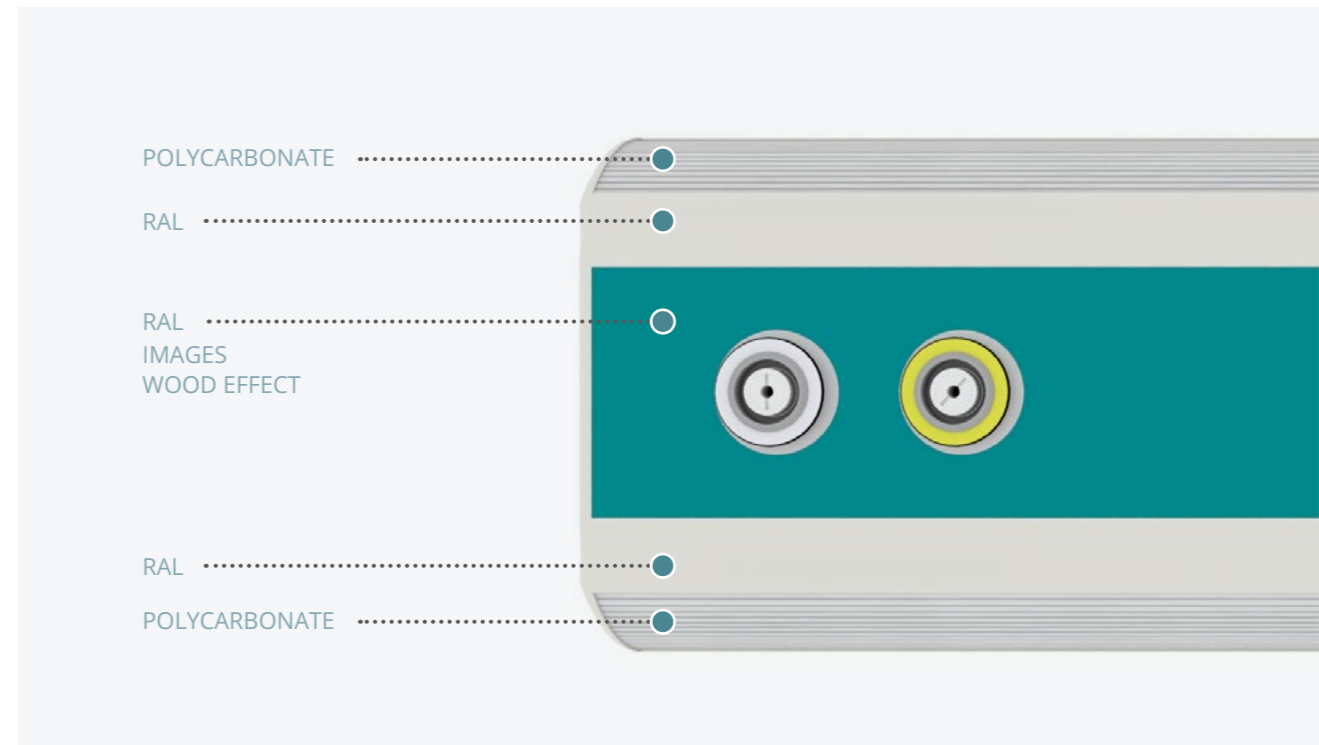 POLYCARBONATE
RAL
RAL
IMAGES
WOOD EFFECT
RAL
POLYCARBONATE